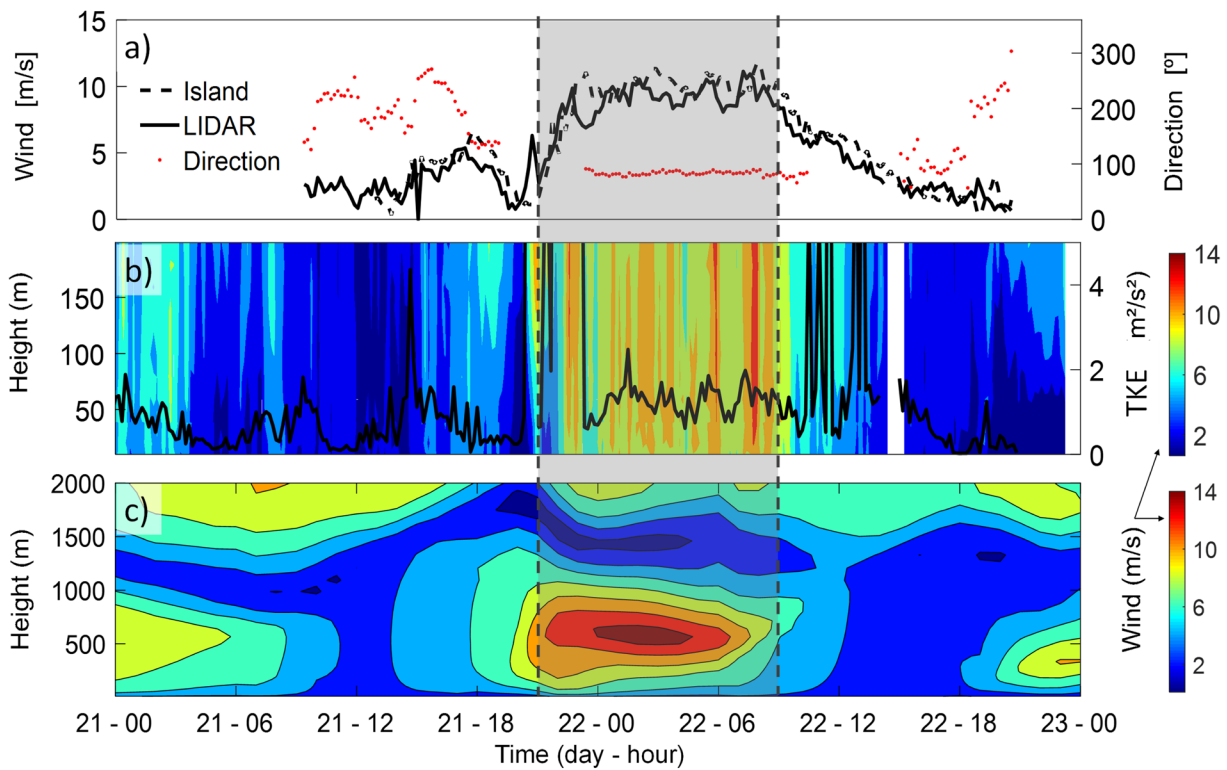 a)
15
10
5
0
Wind [m/s]
Island
LIDAR
Direction
300
200
100
0
Direction [º]
b)
150
100
50
Height (m)
4
2
0
TKE m²/s²
14
10
6
2
c)
2000
1500
1000
500
Height (m)
14
10
6
2
Wind (m/s)
21 - 00 21 - 06 21 - 12 21 - 18 22 - 00 22 - 06 22 - 12 22 - 18 23 - 00
Time (day - hour)